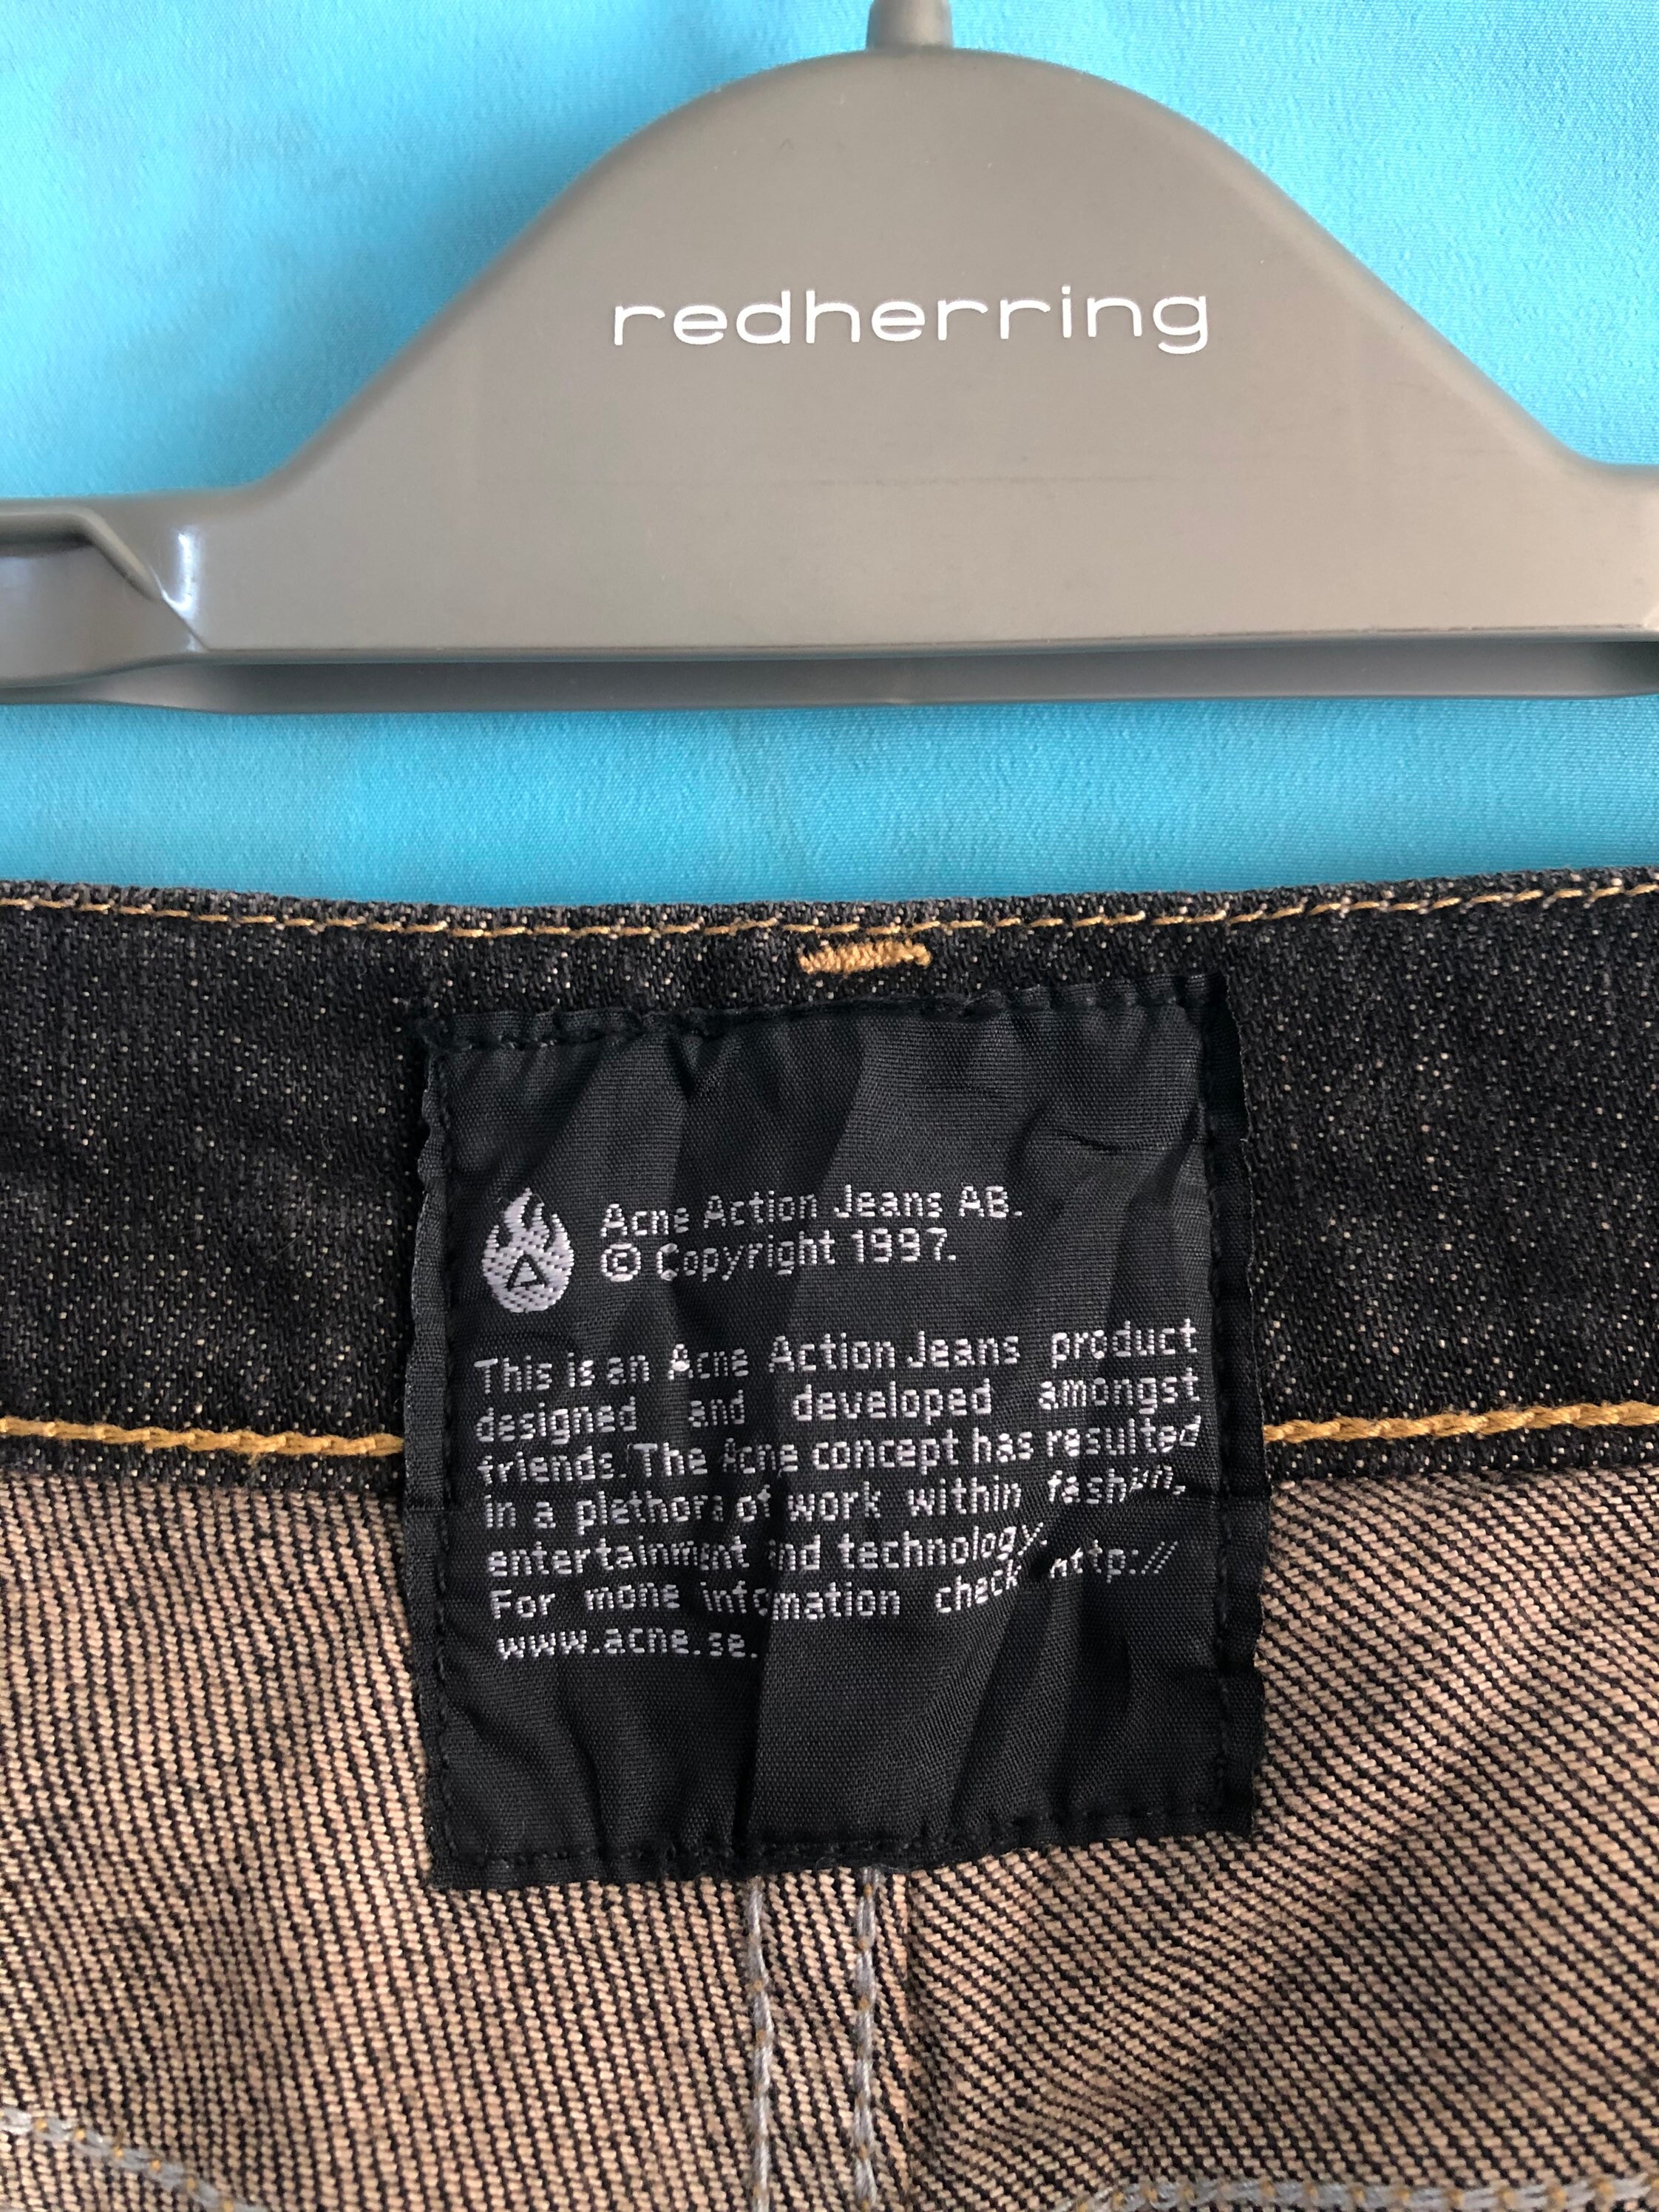 redherring
Acne Action Jeans AB.
© Copyright 1997.
This is an Acne Action Jeans product
designed and developed amongst
friends. The Acne concept has resulted
in a plethora of work within fashion,
entertainment and technology.
For more information check: http://
www.acne.se.